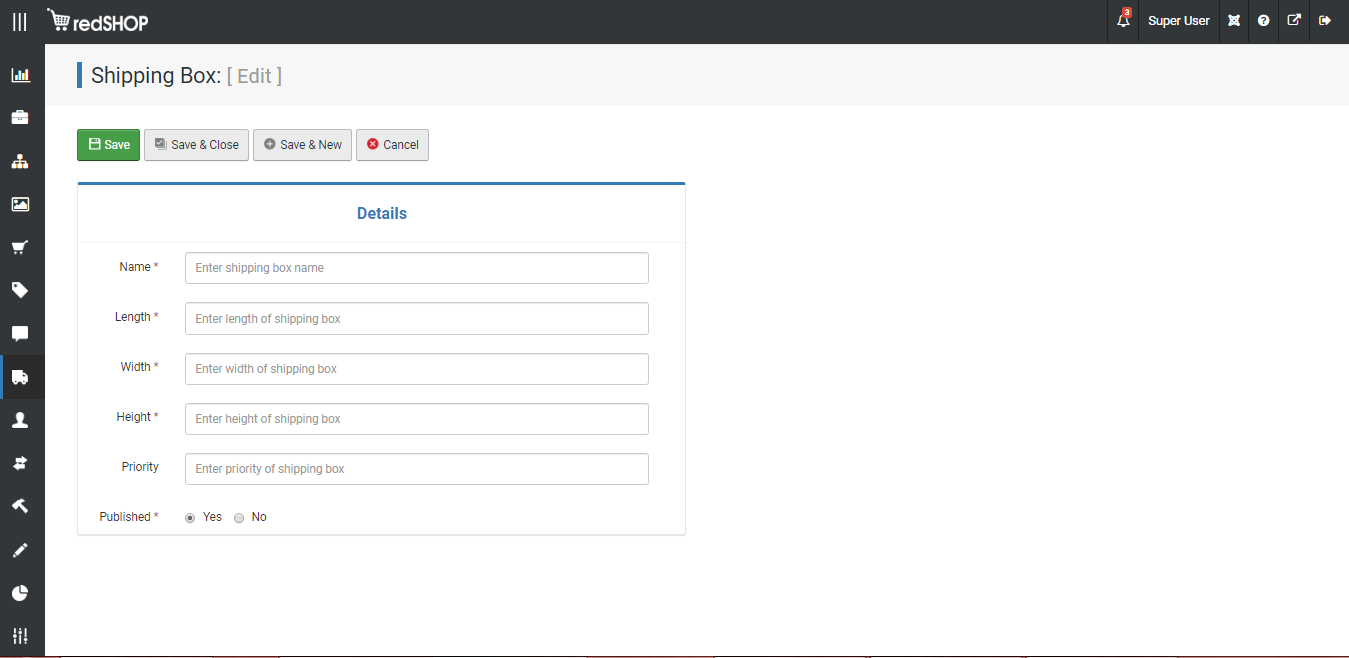 redSHOP
3
Super User
Shipping Box: [ Edit ]
Save
Save & Close
Save & New
Cancel
Details
Name *
Enter shipping box name
Length *
Enter length of shipping box
Width *
Enter width of shipping box
Height *
Enter height of shipping box
Priority
Enter priority of shipping box
Published *
Yes
No